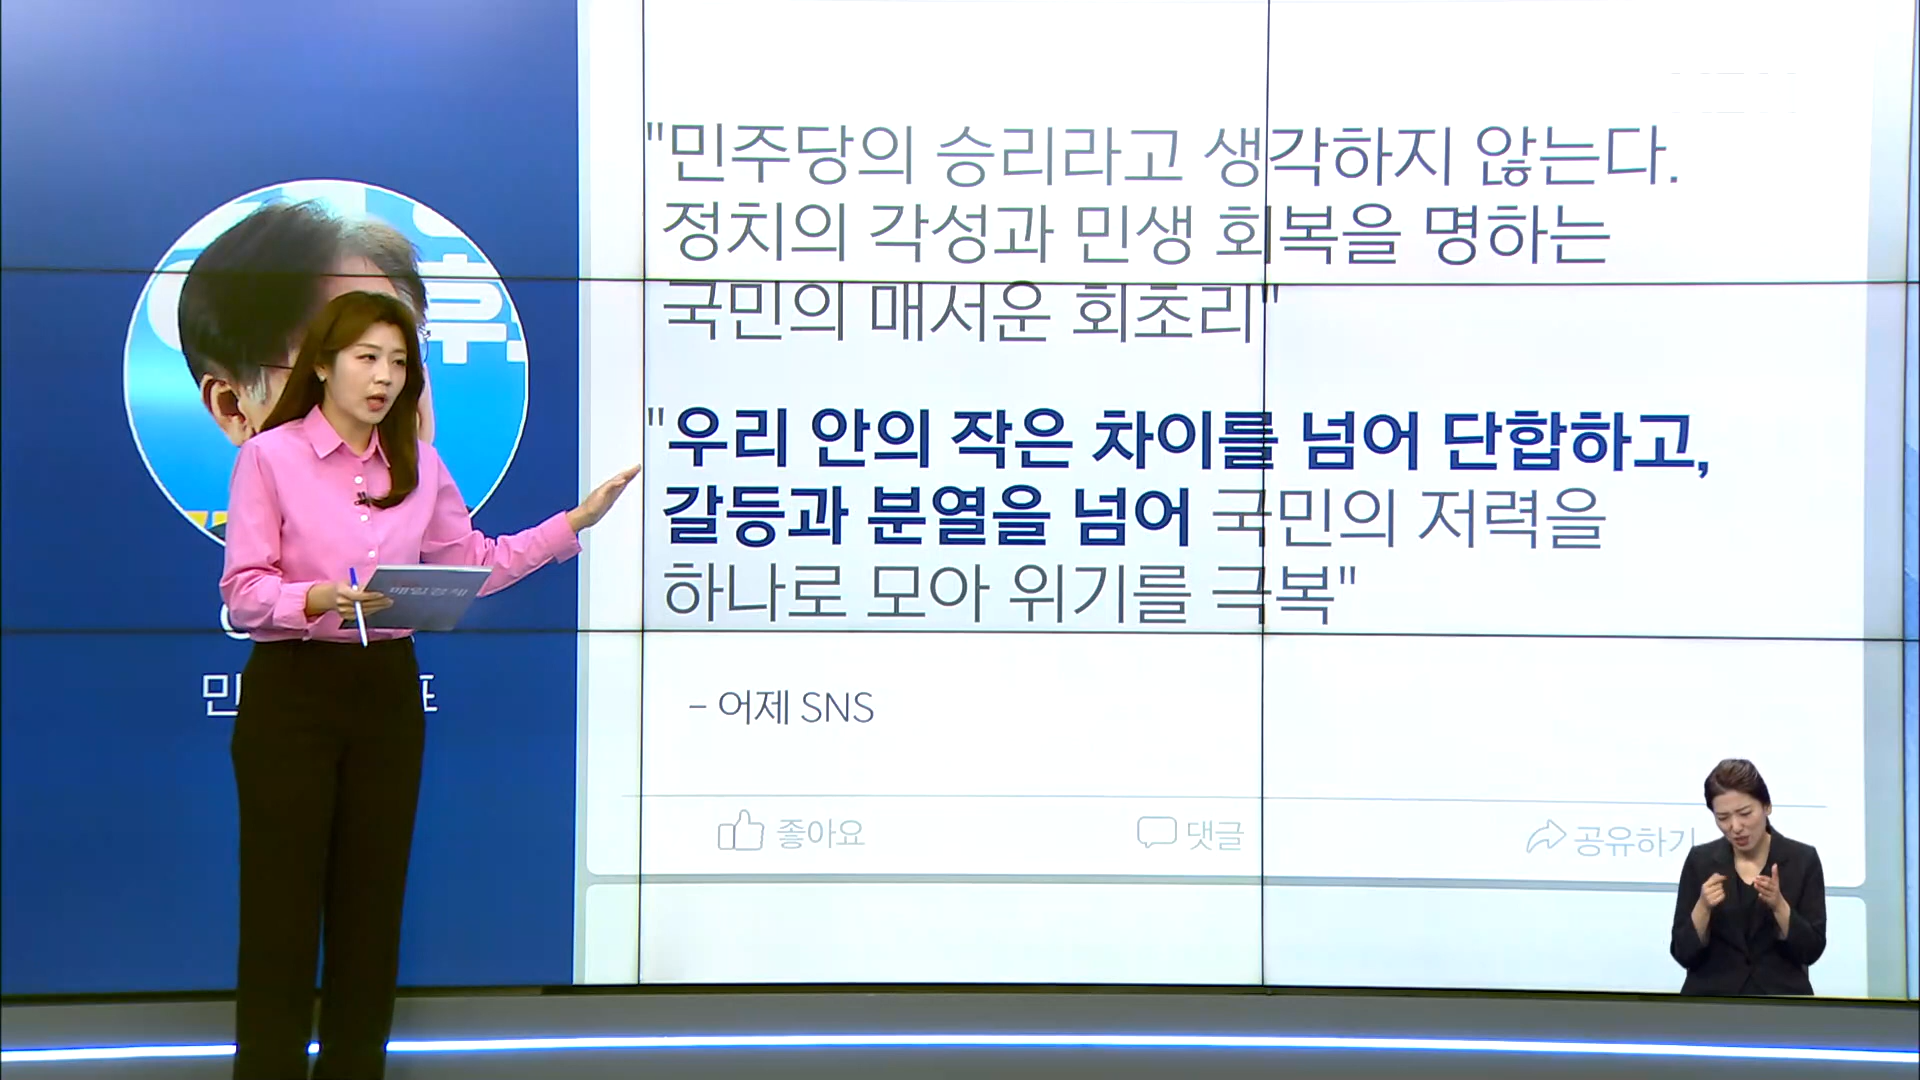 "민주당의 승리라고 생각하지 않는다.
정치의 각성과 민생 회복을 명하는
국민의 매서운 회초리"
"우리 안의 작은 차이를 넘어 단합하고,
갈등과 분열을 넘어 국민의 저력을
하나로 모아 위기를 극복"
- 어제 SNS
좋아요
댓글
공유하기
매일경제